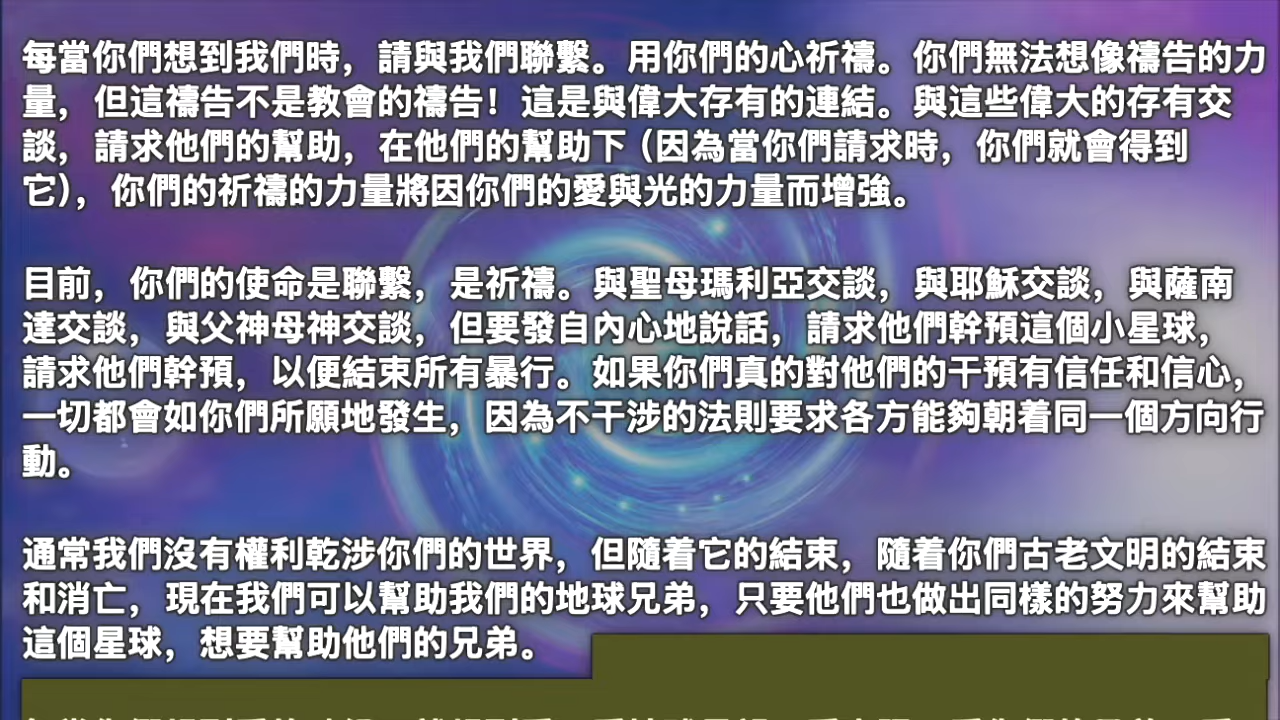 每當你們想到我們時，請與我們聯繫。用你們的心祈禱。你們無法想像禱告的力
量，但這禱告不是教會的禱告！這是與偉大存有的連結。與這些偉大的存有交
談，請求他們的幫助，在他們的幫助下（因為當你們請求時，你們就會得到
它），你們的祈禱的力量將因你們的愛與光的力量而增強。
目前，你們的使命是聯繫，是祈禱。與聖母瑪利亞交談，與耶穌交談，與薩南
達交談，與父神母神交談，但要發自內心地說話，請求他們幹預這個小星球，
請求他們幹預，以便結束所有暴行。如果你們真的對他們的干預有信任和信心，
一切都會如你們所願地發生，因為不干涉的法則要求各方能夠朝着同一個方向行
動。
通常我們沒有權利乾涉你們的世界，但隨着它的結束，隨着你們古老文明的結束
和消亡，現在我們可以幫助我們的地球兄弟，只要他們也做出同樣的努力來幫助
這個星球，想要幫助他們的兄弟。